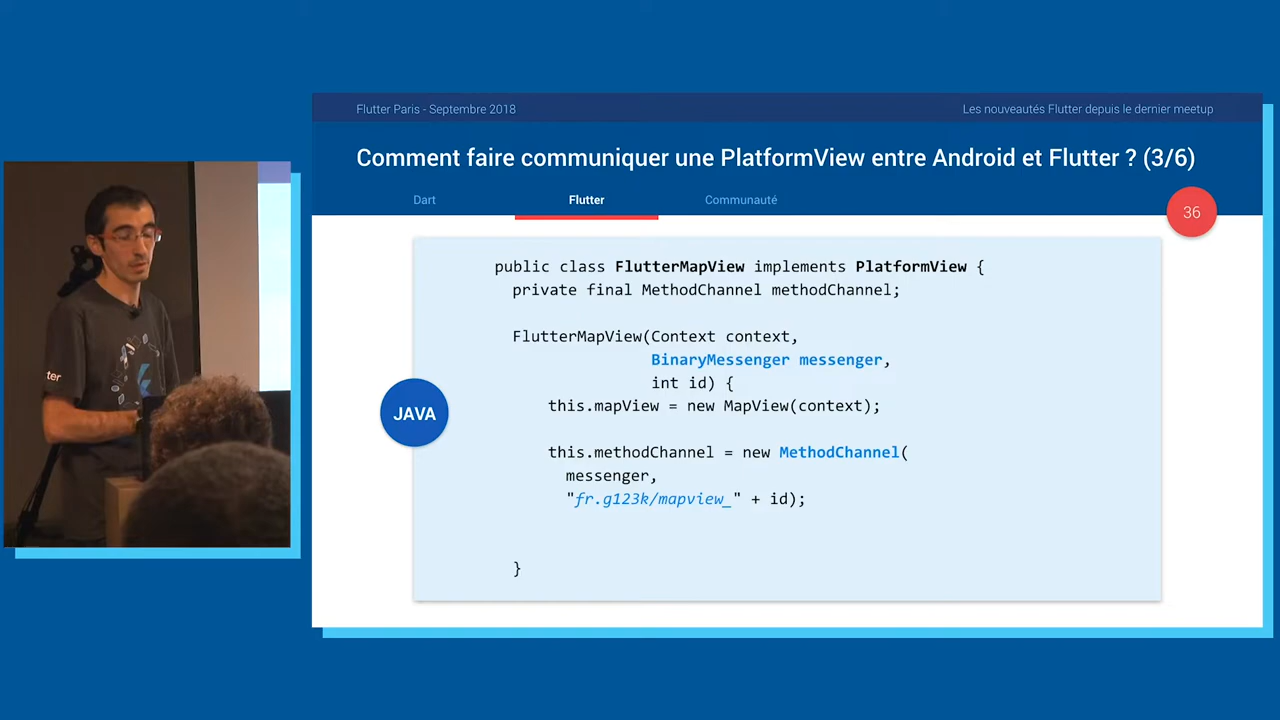 Flutter Paris - Septembre 2018
Les nouveautés Flutter depuis le dernier meetup
Comment faire communiquer une PlatformView entre Android et Flutter ? (3/6)
Dart
Flutter
Communauté
36
public class FlutterMapView implements PlatformView {
private final MethodChannel methodChannel;
FlutterMapView(Context context,
BinaryMessenger messenger,
int id) {
this.mapView = new MapView(context);
this.methodChannel = new MethodChannel(
messenger,
"fr.g123k/mapview_" + id);
}
JAVA